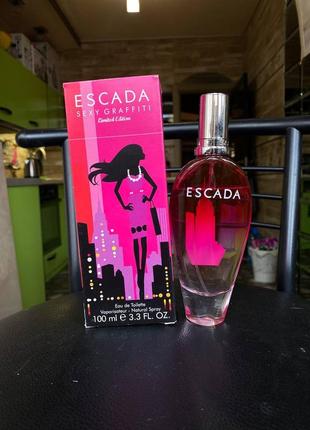 ESCADA
SEXY GRAFFITI
Limited Edition
Eau de Toilette
Vaporisateur - Natural Spray
100 ml e 3.3 FL. OZ.
ESCADA